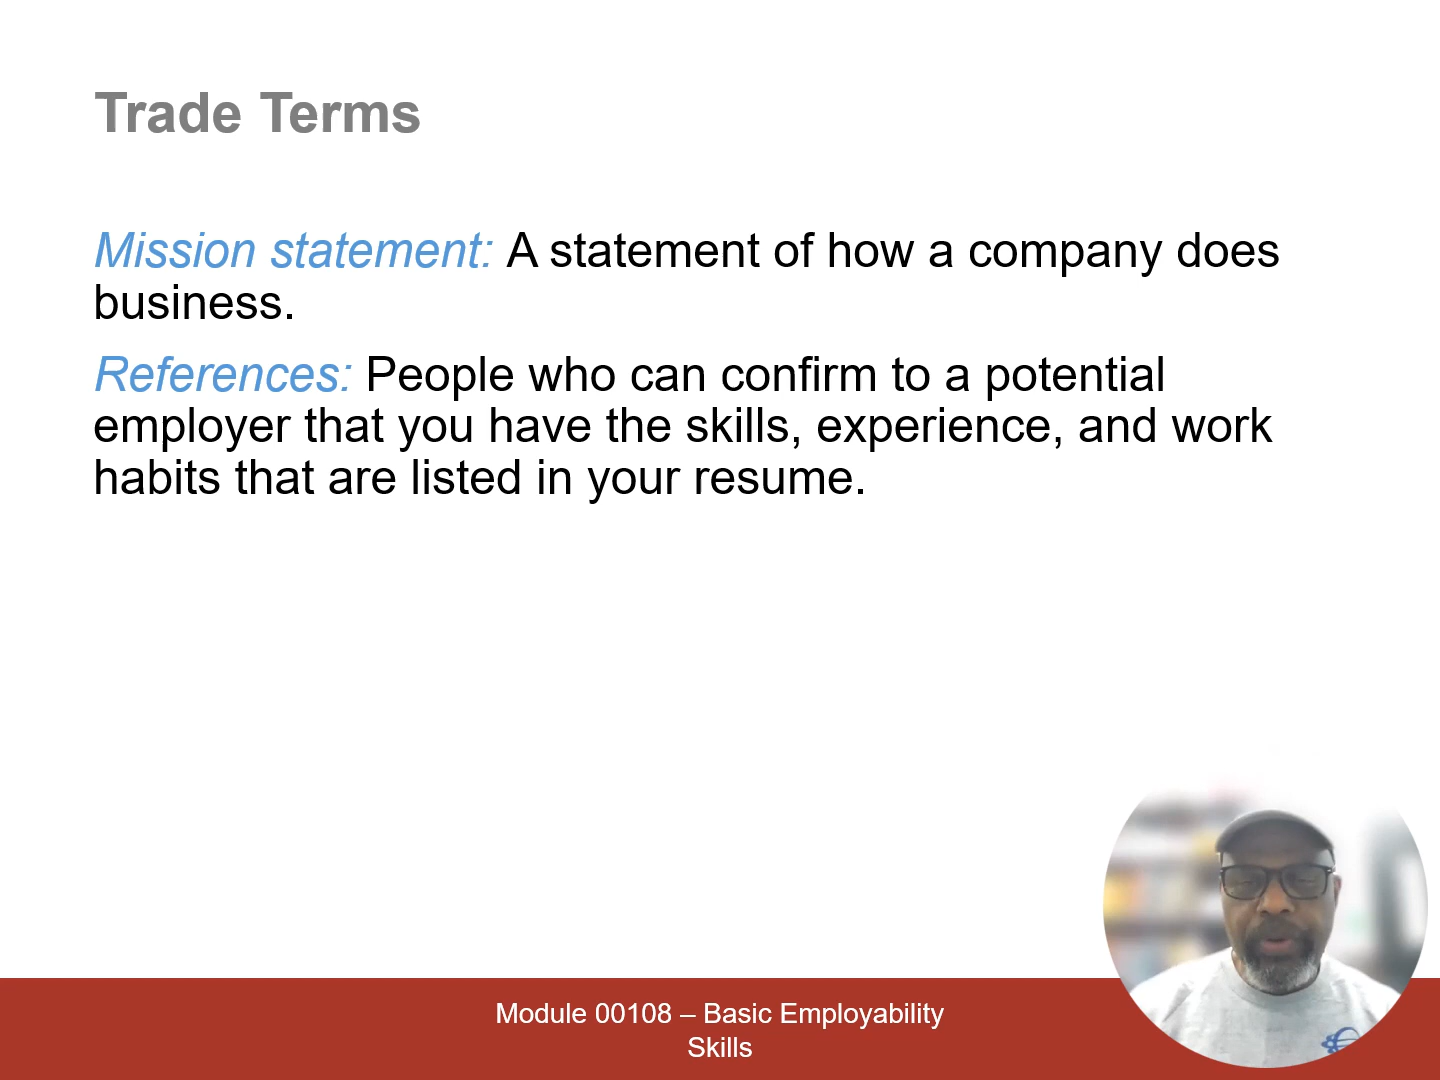 Trade Terms
Mission statement: A statement of how a company does
business.
References: People who can confirm to a potential
employer that you have the skills, experience, and work
habits that are listed in your resume.
Module 00108 – Basic Employability
Skills